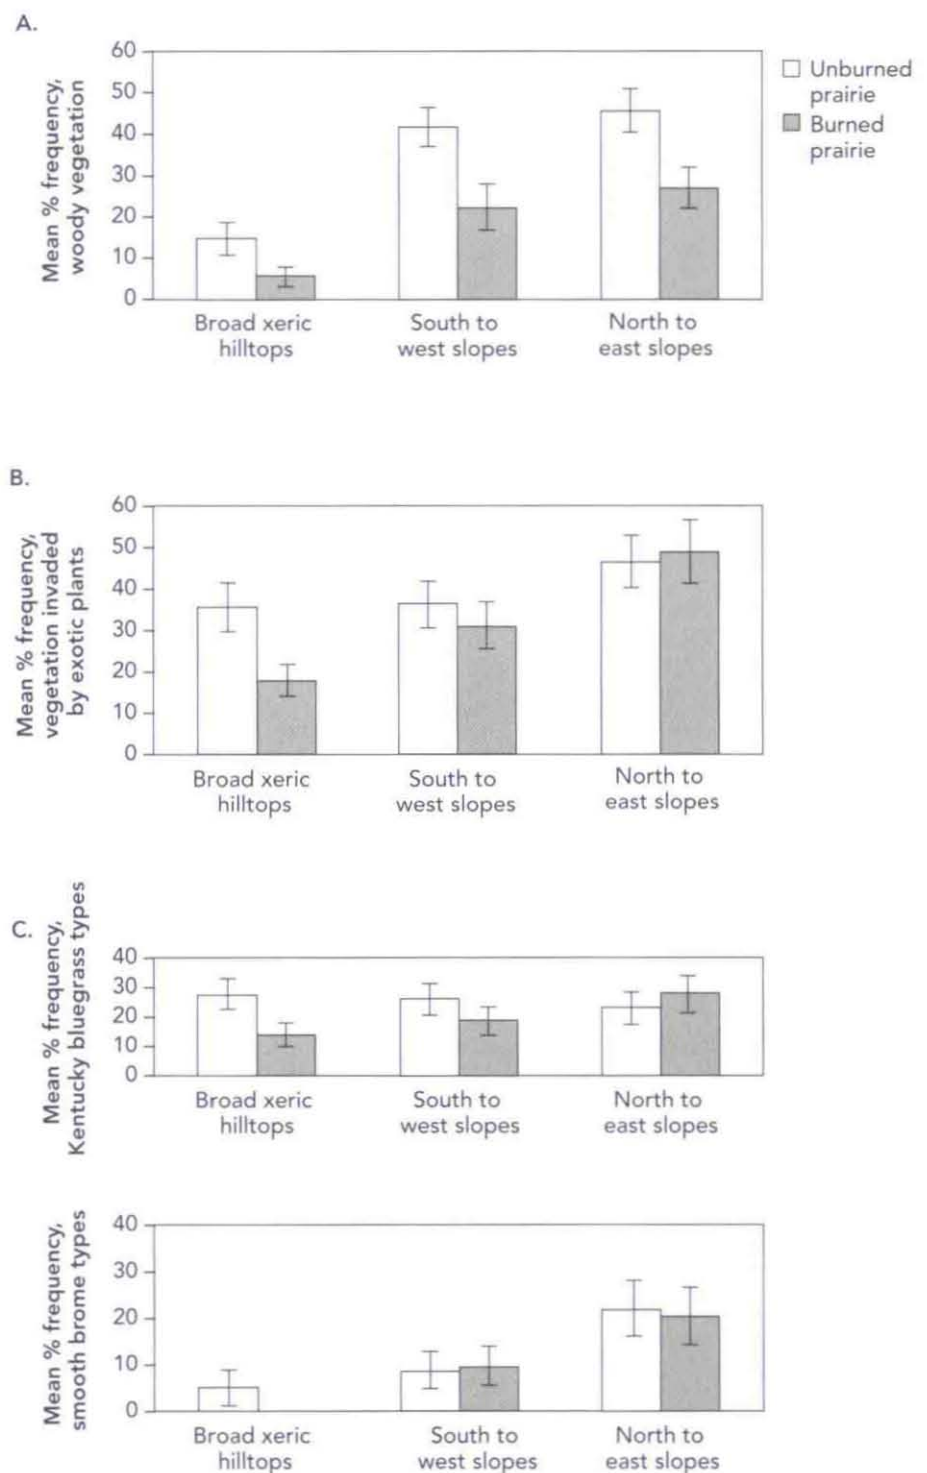 A.
Mean % frequency,
woody vegetation
60
50
40
30
20
10
0
Broad xeric
hilltops
South to
west slopes
North to
east slopes
Unburned
prairie
Burned
prairie
B.
Mean % frequency,
vegetation invaded
by exotic plants
60
50
40
30
20
10
0
Broad xeric
hilltops
South to
west slopes
North to
east slopes
C.
Mean % frequency,
Kentucky bluegrass types
40
30
20
10
0
Broad xeric
hilltops
South to
west slopes
North to
east slopes
Mean % frequency,
smooth brome types
40
30
20
10
0
Broad xeric
hilltops
South to
west slopes
North to
east slopes